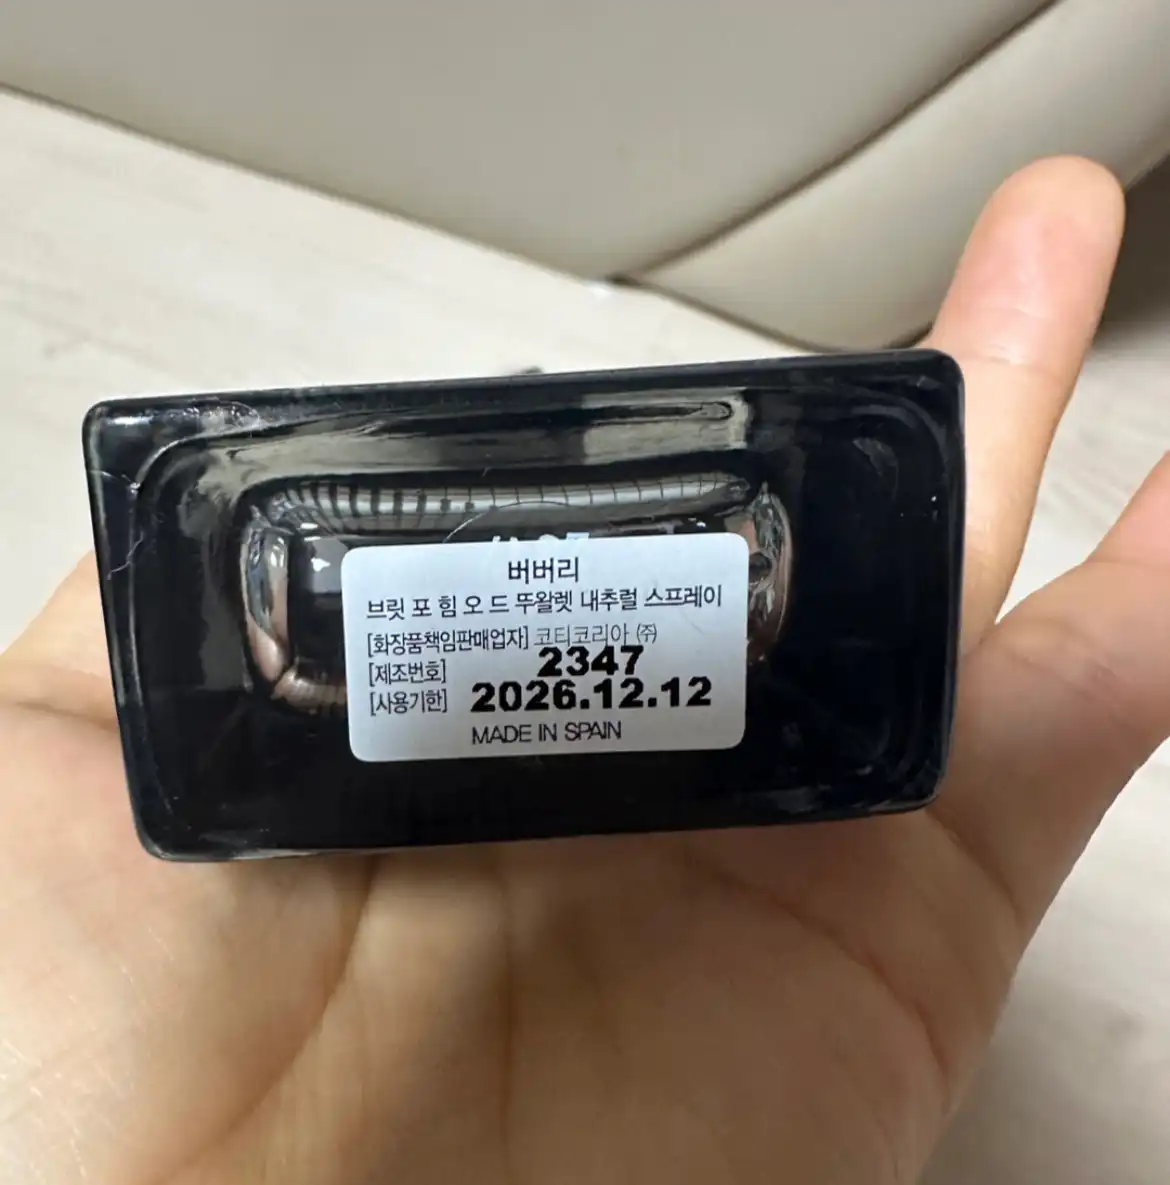 버버리
브릿 포 힘 오 드 뚜왈렛 내추럴 스프레이
[화장품책임판매업자] 코티코리아 ㈜
[제조번호] 2347
[사용기한] 2026.12.12
MADE IN SPAIN